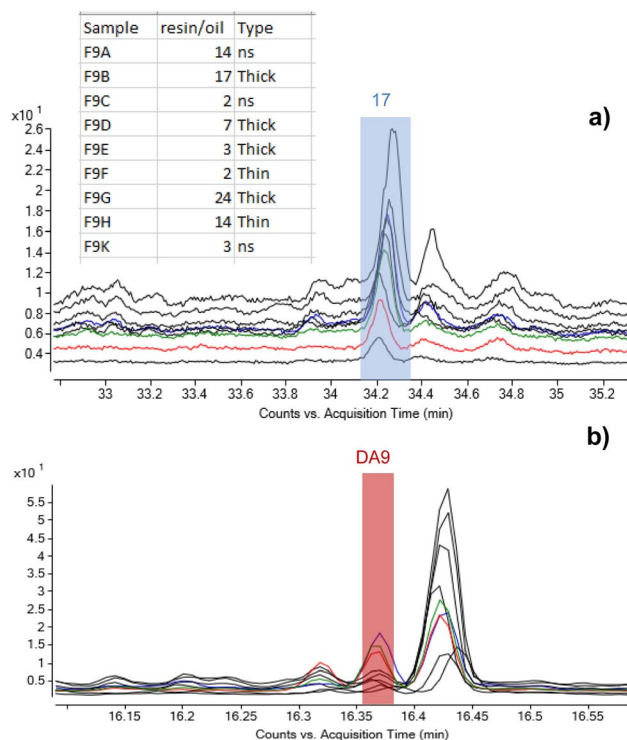 Sample resin/oil Type
F9A 14 ns
F9B 17 Thick
F9C 2 ns
F9D 7 Thick
F9E 3 Thick
F9F 2 Thin
F9G 24 Thick
F9H 14 Thin
F9K 3 ns
17
a)
x10 1
2.6
2.4
2.2
2
1.8
1.6
1.4
1.2
1
0.8
0.6
0.4
33 33.2 33.4 33.6 33.8 34 34.2 34.4 34.6 34.8 35 35.2
Counts vs. Acquisition Time (min)
b)
DA9
x10 1
5.5
5
4.5
4
3.5
3
2.5
2
1.5
1
0.5
16.15 16.2 16.25 16.3 16.35 16.4 16.45 16.5 16.55
Counts vs. Acquisition Time (min)